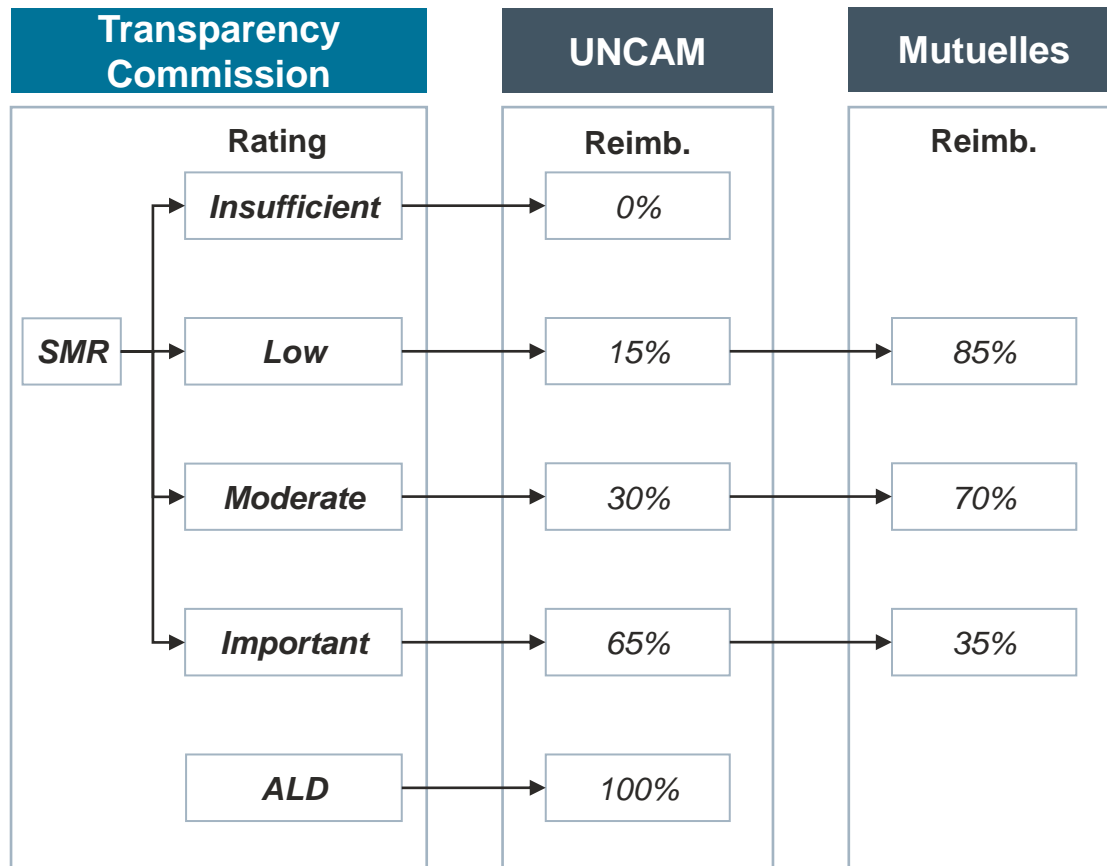 Transparency
Commission
UNCAM
Mutuelles
Rating
Reimb.
Reimb.
Insufficient
0%
SMR
Low
15%
85%
Moderate
30%
70%
Important
65%
35%
ALD
100%